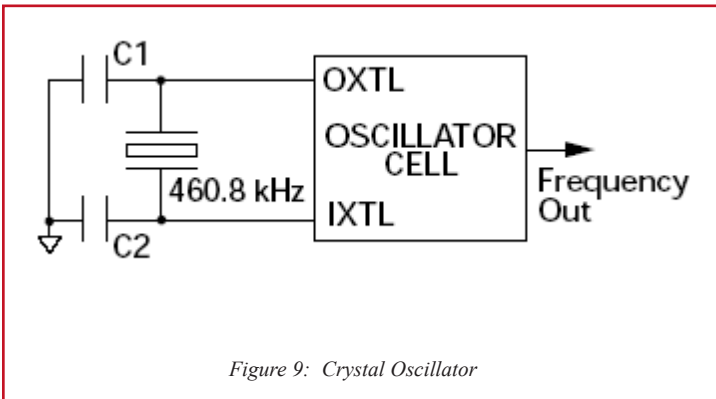 C1
OXTL
OSCILLATOR
CELL
460.8 kHz
Frequency
Out
IXTL
C2
Figure 9: Crystal Oscillator